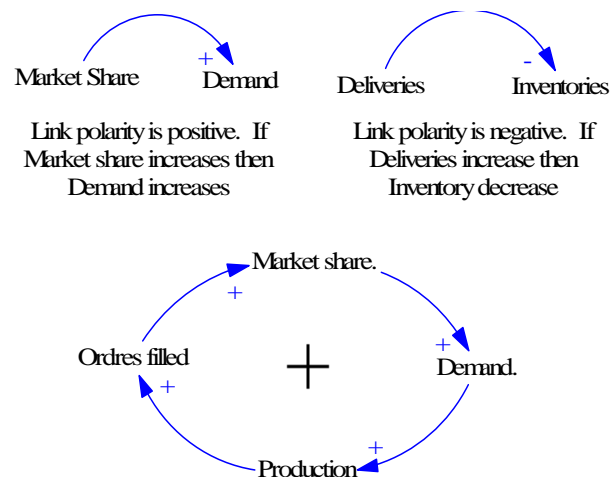 +
-
Market Share
Demand
Deliveries
Inventories
Link polarity is positive. If
Market share increases then
Demand increases
Link polarity is negative. If
Deliveries increase then
Inventory decrease
Market share.
+
+
Ordres filled
+
Demand.
+
+
Production